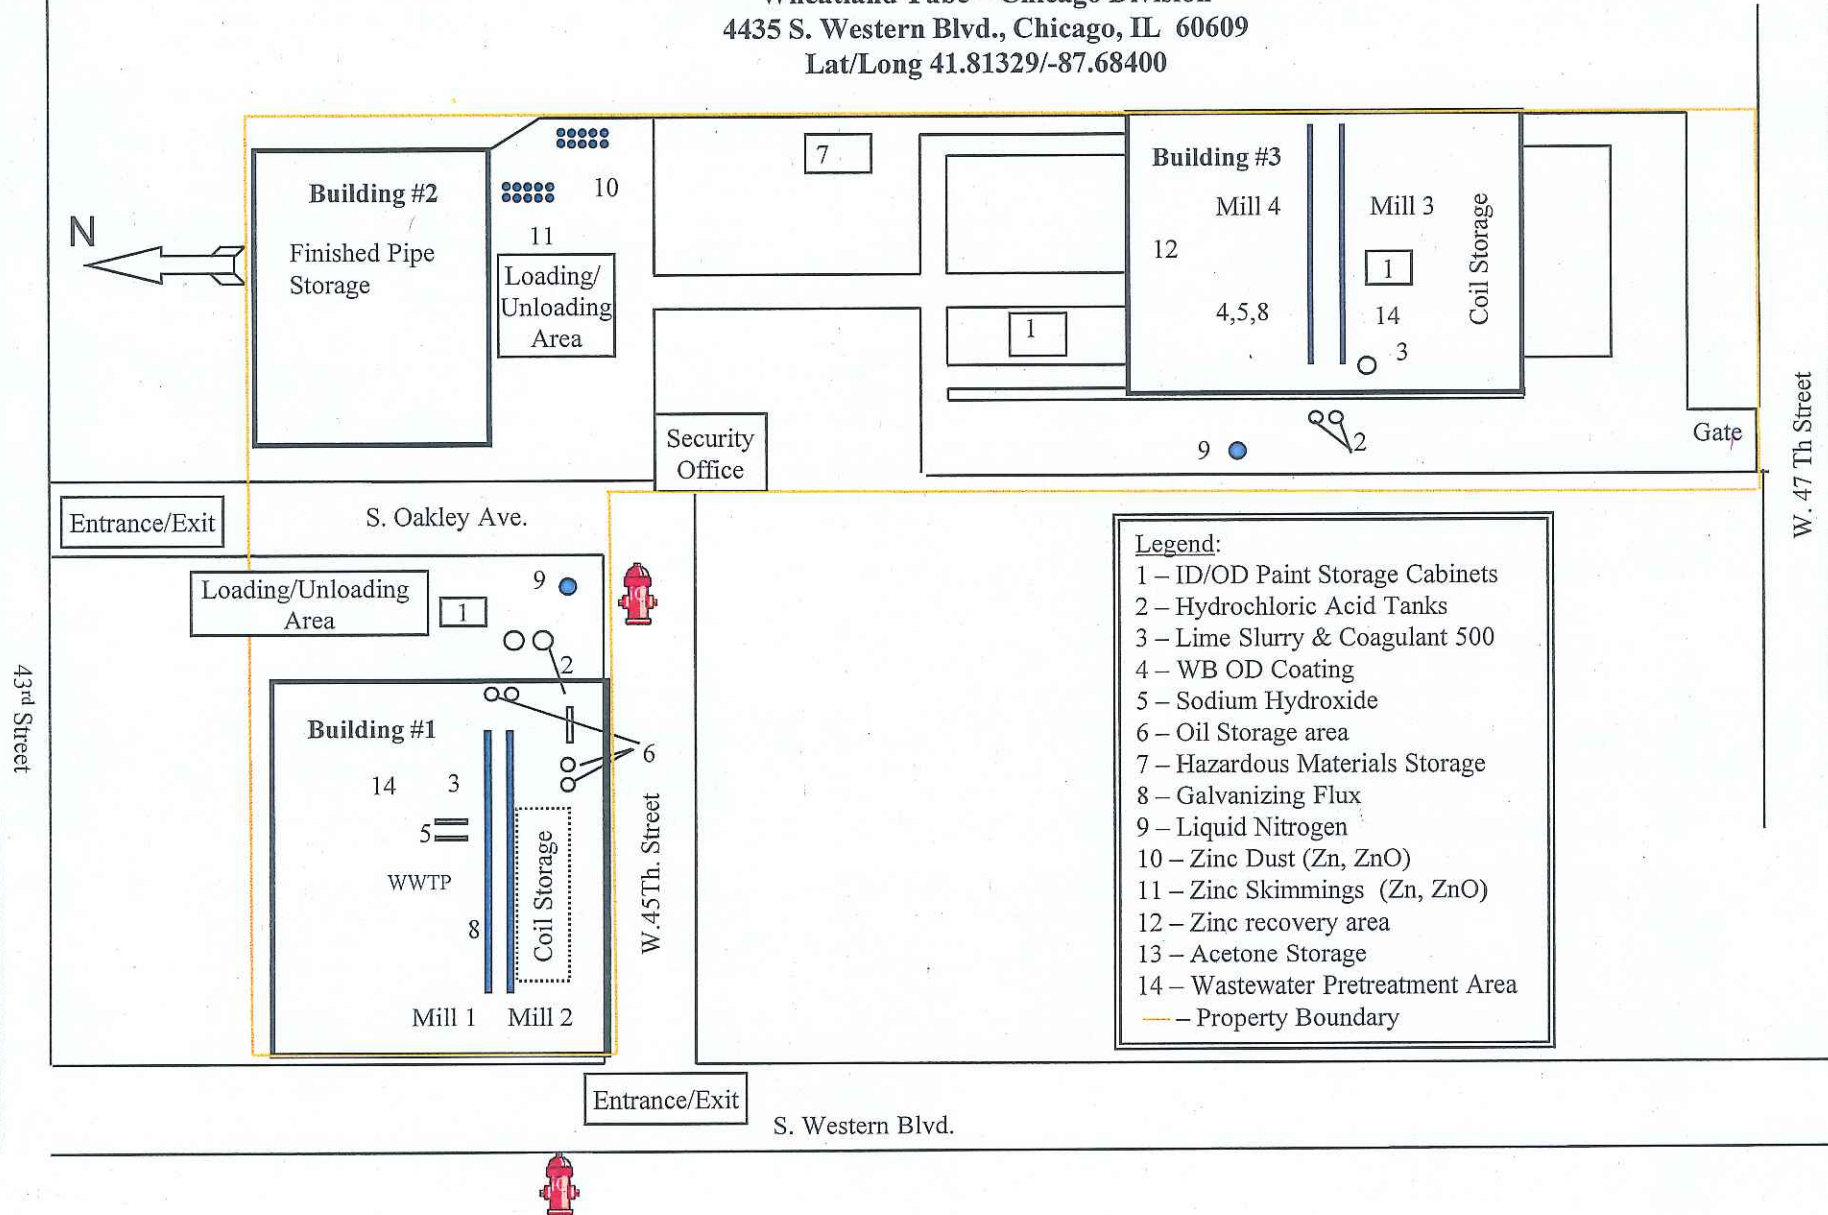 Wheatland Tube – Chicago Division
4435 S. Western Blvd., Chicago, IL 60609
Lat/Long 41.81329/-87.68400
N
Building #2
Finished Pipe
Storage
10
11
Loading/
Unloading
Area
7
1
Security
Office
Building #3
Mill 4
Mill 3
12
1
4,5,8
14
3
Coil Storage
9
2
Gate
W. 47 Th Street
Entrance/Exit
S. Oakley Ave.
Loading/Unloading
Area
1
9
2
Building #1
6
14
3
5
WWTP
8
Coil Storage
Mill 1
Mill 2
W.45Th. Street
43rd Street
Legend:
1 – ID/OD Paint Storage Cabinets
2 – Hydrochloric Acid Tanks
3 – Lime Slurry & Coagulant 500
4 – WB OD Coating
5 – Sodium Hydroxide
6 – Oil Storage area
7 – Hazardous Materials Storage
8 – Galvanizing Flux
9 – Liquid Nitrogen
10 – Zinc Dust (Zn, ZnO)
11 – Zinc Skimmings (Zn, ZnO)
12 – Zinc recovery area
13 – Acetone Storage
14 – Wastewater Pretreatment Area
– Property Boundary
Entrance/Exit
S. Western Blvd.